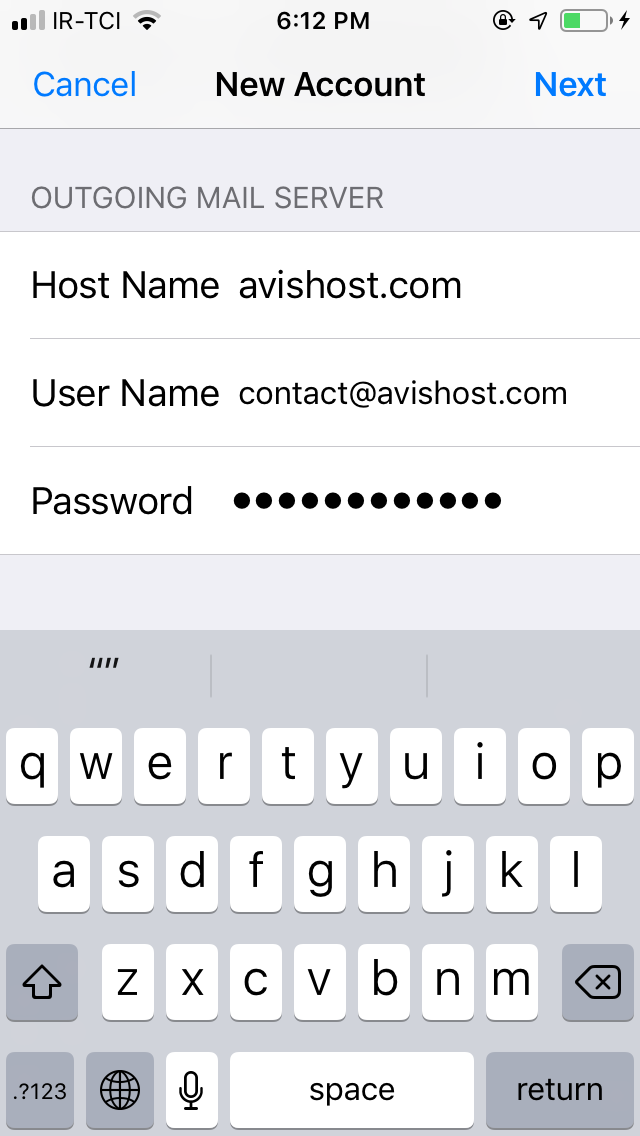 IR-TCI 6:12 PM
Cancel New Account Next
OUTGOING MAIL SERVER
Host Name avishost.com
User Name contact@avishost.com
Password ●●●●●●●●●●●●
“”
q w e r t y u i o p
a s d f g h j k l
z x c v b n m
.?123 space return